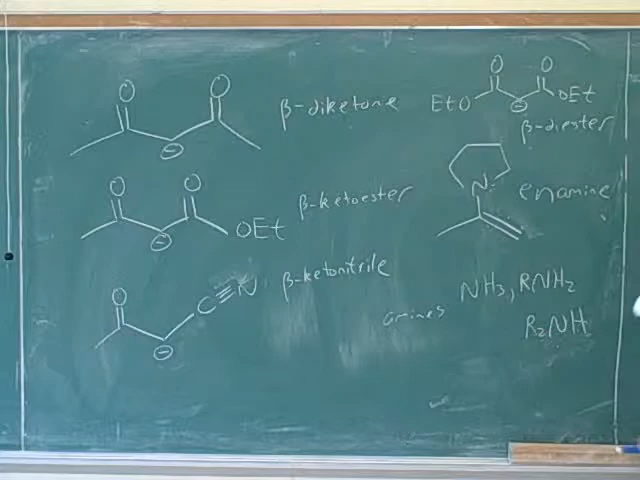 O O β-diketone
⊖
O O
EtO OEt
⊖
β-diester
O O β-ketoester
OEt
⊖
N: enamine
O C≡N β-ketonitrile
⊖
amines NH3, RNH2
R2NH